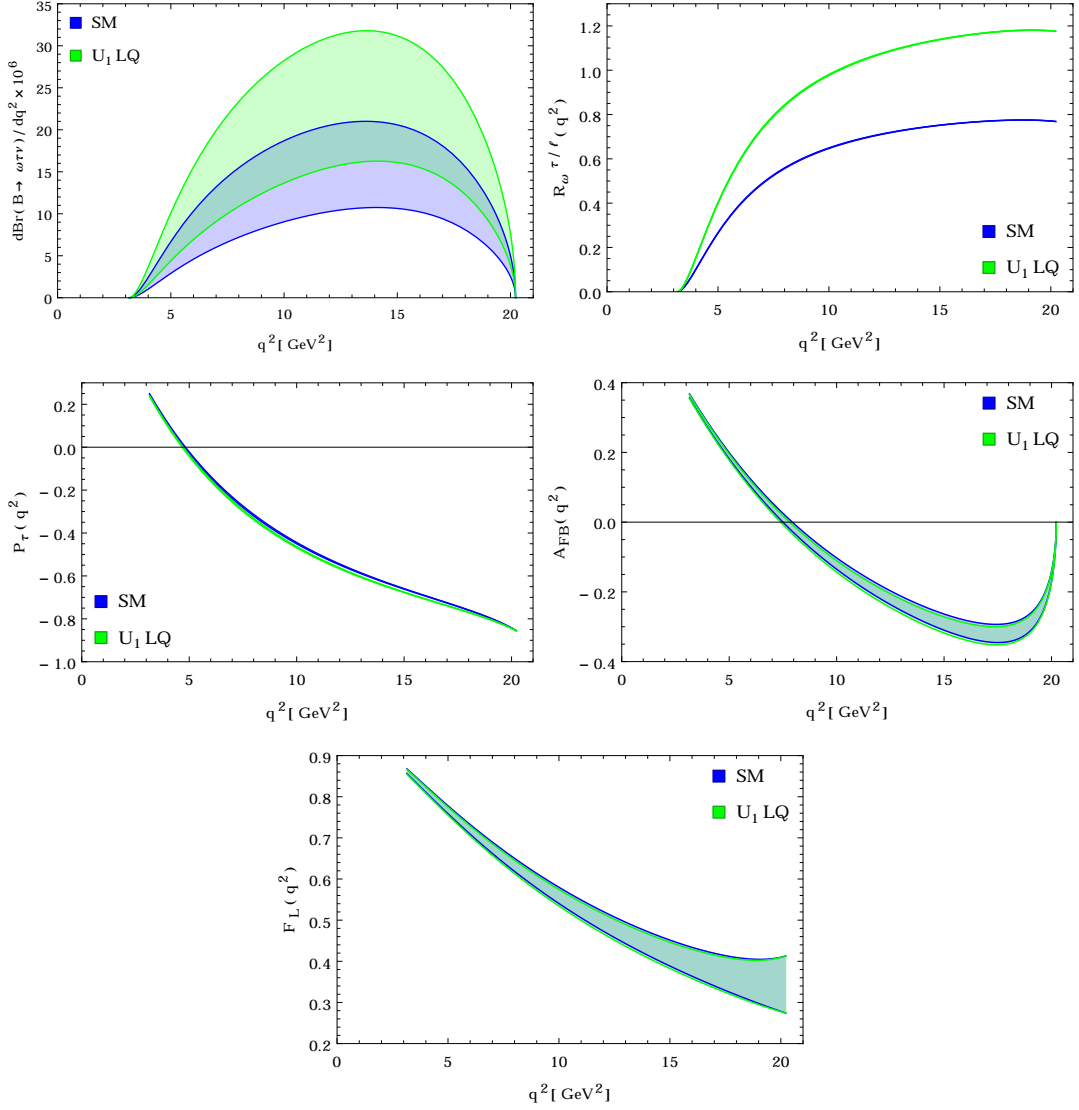 SM
U₁ LQ
dBr( B → ωτν ) / dq² × 10⁶
35
30
25
20
15
10
5
0
0 5 10 15 20
q² [ GeV² ]
SM
U₁ LQ
R_ω^{τ/ℓ} ( q² )
1.2
1.0
0.8
0.6
0.4
0.2
0.0
0 5 10 15 20
q² [ GeV² ]
SM
U₁ LQ
P_τ ( q² )
0.2
0.0
− 0.2
− 0.4
− 0.6
− 0.8
− 1.0
0 5 10 15 20
q² [ GeV² ]
SM
U₁ LQ
A_FB ( q² )
0.4
0.2
0.0
− 0.2
− 0.4
0 5 10 15 20
q² [ GeV² ]
SM
U₁ LQ
F_L ( q² )
0.9
0.8
0.7
0.6
0.5
0.4
0.3
0.2
0 5 10 15 20
q² [ GeV² ]